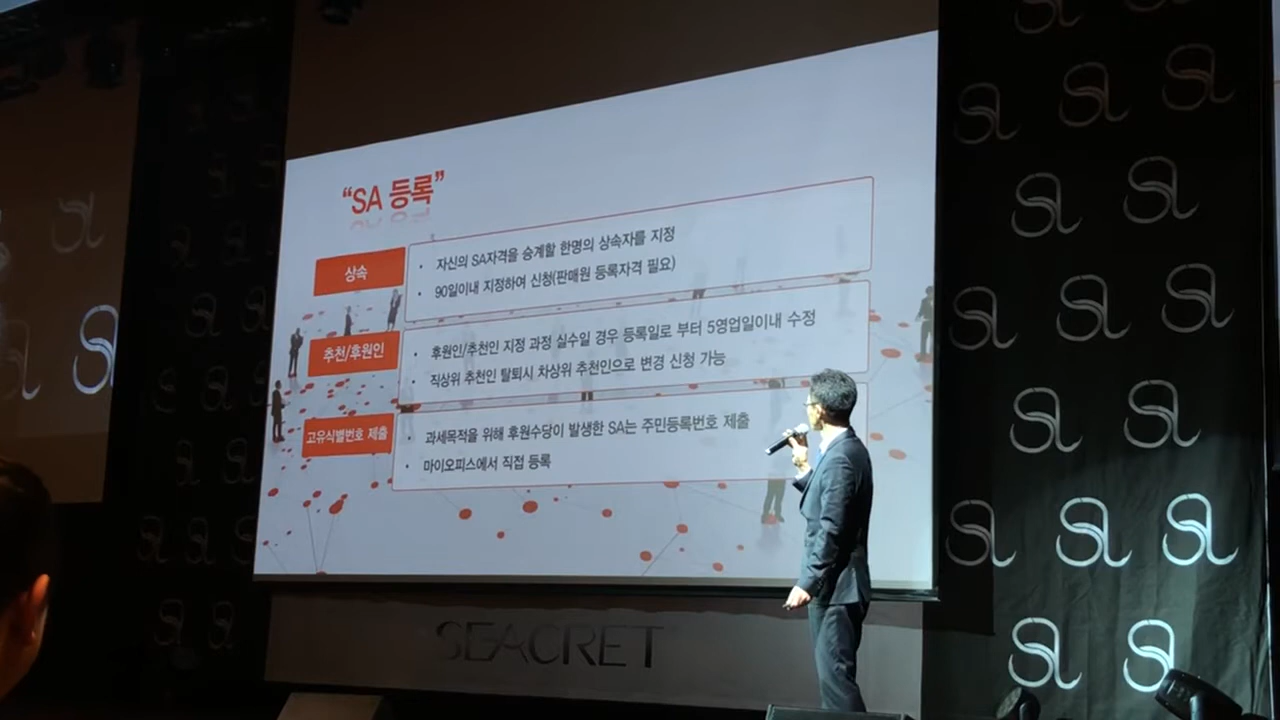 “SA 등록”
상속
• 자신의 SA자격을 승계할 한명의 상속자를 지정
• 90일이내 지정하여 신청(판매원 등록자격 필요)
추천/후원인
• 후원인/추천인 지정 과정 실수일 경우 등록일로 부터 5영업일이내 수정
• 직상위 추천인 탈퇴시 차상위 추천인으로 변경 신청 가능
고유식별번호 제출
• 과세목적을 위해 후원수당이 발생한 SA는 주민등록번호 제출
• 마이오피스에서 직접 등록
SEACRET